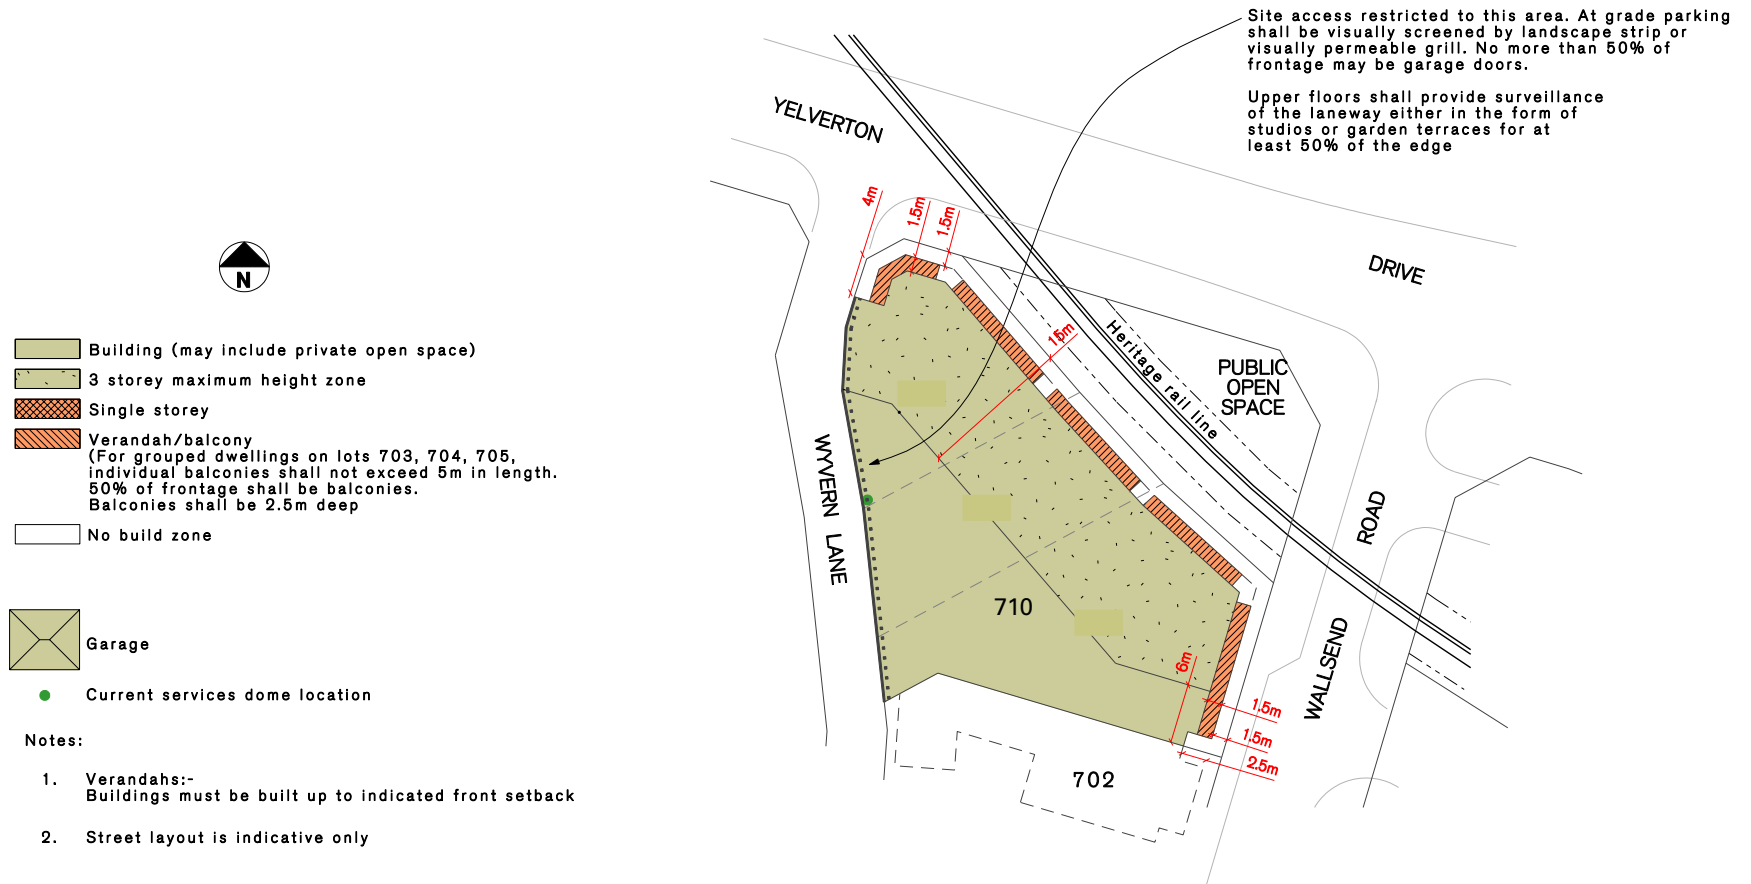 Site access restricted to this area. At grade parking
shall be visually screened by landscape strip or
visually permeable grill. No more than 50% of
frontage may be garage doors.
Upper floors shall provide surveillance
of the laneway either in the form of
studios or garden terraces for at
least 50% of the edge
YELVERTON
DRIVE
4m
1.5m
1.5m
15m
Heritage rail line
PUBLIC
OPEN
SPACE
WYVERN LANE
ROAD
WALLSEND
710
6m
1.5m
1.5m
2.5m
702
N
Building (may include private open space)
3 storey maximum height zone
Single storey
Verandah/balcony
(For grouped dwellings on lots 703, 704, 705,
individual balconies shall not exceed 5m in length.
50% of frontage shall be balconies.
Balconies shall be 2.5m deep
No build zone
Garage
Current services dome location
Notes:
1. Verandahs:-
Buildings must be built up to indicated front setback
2. Street layout is indicative only